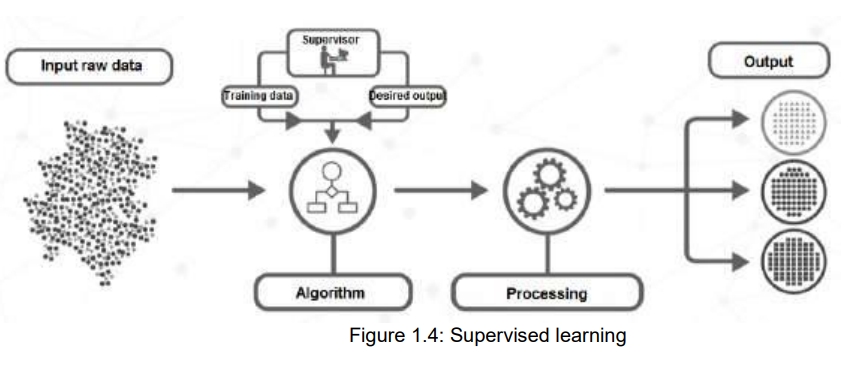 Supervisor
Input raw data
Output
Training data
Desired output
Algorithm
Processing
Figure 1.4: Supervised learning